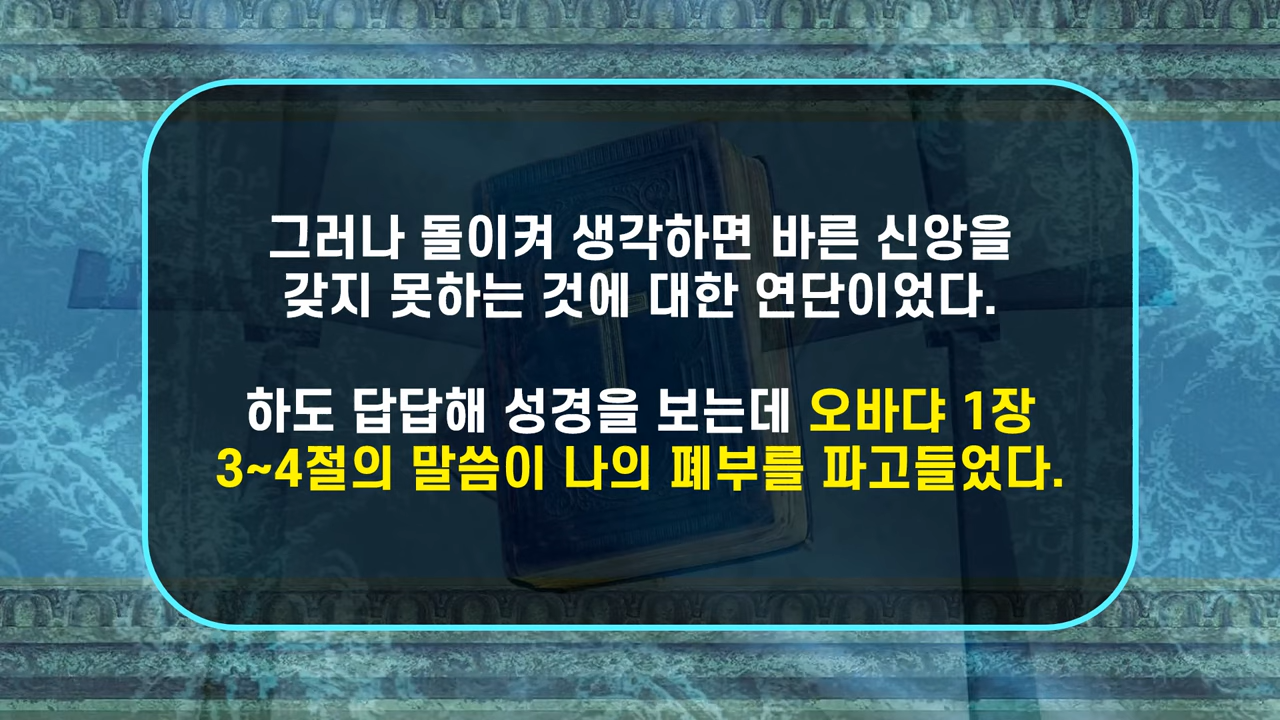 그러나 돌이켜 생각하면 바른 신앙을
갖지 못하는 것에 대한 연단이었다.
하도 답답해 성경을 보는데 오바댜 1장
3~4절의 말씀이 나의 폐부를 파고들었다.